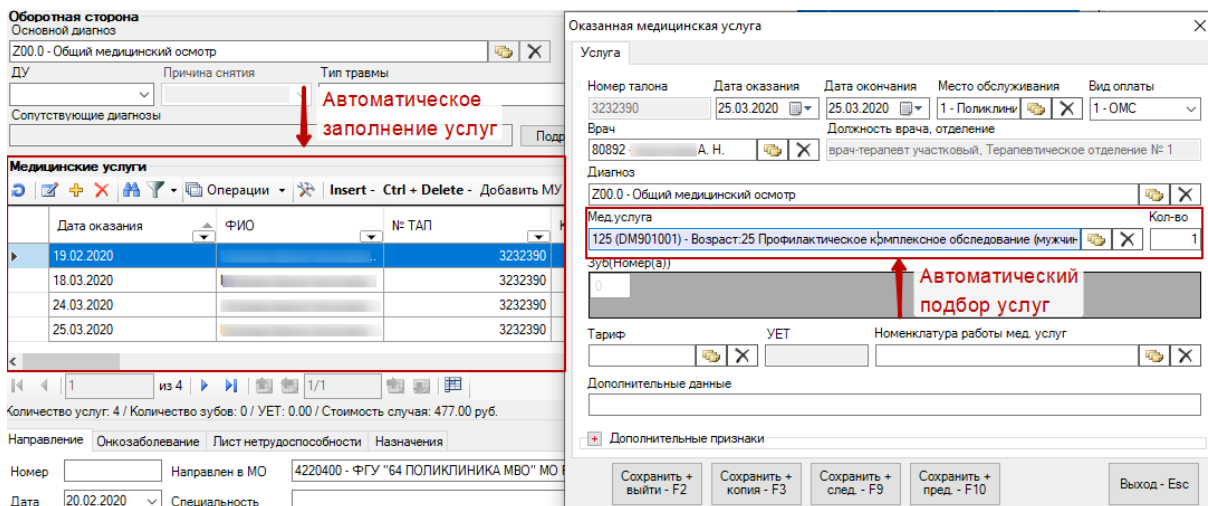 Оборотная сторона
Основной диагноз
Z00.0 - Общий медицинский осмотр
ДУ Причина снятия Тип травмы
Автоматическое
заполнение услуг
Сопутствующие диагнозы
Подр
Медицинские услуги
Операции Insert - Ctrl + Delete - Добавить МУ
Дата оказания ФИО № ТАП
19.02.2020 3232390
18.03.2020 3232390
24.03.2020 3232390
25.03.2020 3232390
1 из 4 1/1
Количество услуг: 4 / Количество зубов: 0 / УЕТ: 0.00 / Стоимость случая: 477.00 руб.
Направление Онкозаболевание Лист нетрудоспособности Назначения
Номер Направлен в МО 4220400 - ФГУ "64 ПОЛИКЛИНИКА МВО" МО
Дата 20.02.2020 Специальность
Оказанная медицинская услуга
Услуга
Номер талона Дата оказания Дата окончания Место обслуживания Вид оплаты
3232390 25.03.2020 25.03.2020 1 - Поликлини 1 - ОМС
Врач Должность врача, отделение
80892 - А. Н. врач-терапевт участковый, Терапевтическое отделение № 1
Диагноз
Z00.0 - Общий медицинский осмотр
Мед.услуга Кол-во
125 (DM901001) - Возраст:25 Профилактическое комплексное обследование (мужчин 1
Зуб(Номер(а))
0
Автоматический
подбор услуг
Тариф УЕТ Номенклатура работы мед. услуг
Дополнительные данные
Дополнительные признаки
Сохранить + выйти - F2
Сохранить + копия - F3
Сохранить + след. - F9
Сохранить + пред. - F10
Выход - Esc